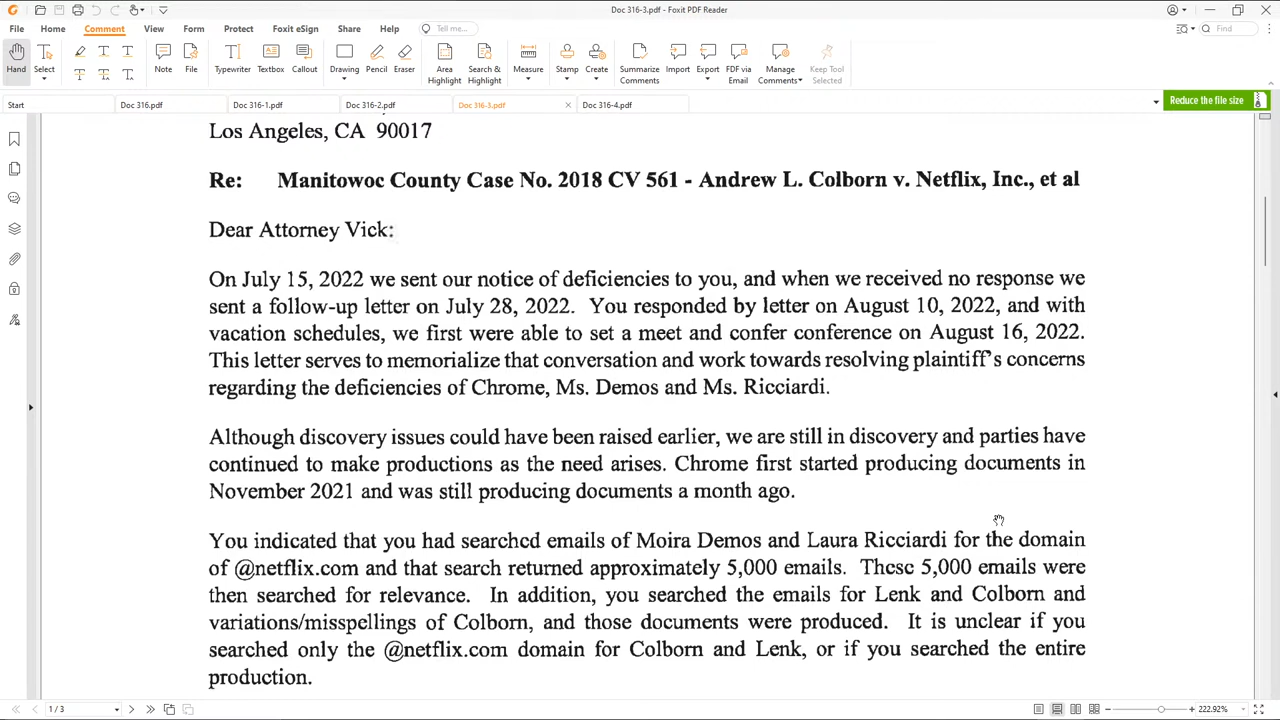 Doc 316-3.pdf - Foxit PDF Reader
File Home Comment View Form Protect Foxit eSign Share Help Tell me... Find
Hand Select Note File Typewriter Textbox Callout Drawing Pencil Eraser Area Highlight Search & Highlight Measure Stamp Create Summarize Comments Import Export PDF via Email Manage Comments Keep Tool Selected
Start Doc 316.pdf Doc 316-1.pdf Doc 316-2.pdf Doc 316-3.pdf Doc 316-4.pdf Reduce the file size
Los Angeles, CA 90017
Re: Manitowoc County Case No. 2018 CV 561 - Andrew L. Colborn v. Netflix, Inc., et al
Dear Attorney Vick:
On July 15, 2022 we sent our notice of deficiencies to you, and when we received no response we
sent a follow-up letter on July 28, 2022. You responded by letter on August 10, 2022, and with
vacation schedules, we first were able to set a meet and confer conference on August 16, 2022.
This letter serves to memorialize that conversation and work towards resolving plaintiff's concerns
regarding the deficiencies of Chrome, Ms. Demos and Ms. Ricciardi.
Although discovery issues could have been raised earlier, we are still in discovery and parties have
continued to make productions as the need arises. Chrome first started producing documents in
November 2021 and was still producing documents a month ago.
You indicated that you had searched emails of Moira Demos and Laura Ricciardi for the domain
of @netflix.com and that search returned approximately 5,000 emails. These 5,000 emails were
then searched for relevance. In addition, you searched the emails for Lenk and Colborn and
variations/misspellings of Colborn, and those documents were produced. It is unclear if you
searched only the @netflix.com domain for Colborn and Lenk, or if you searched the entire
production.
1 / 3 222.92%